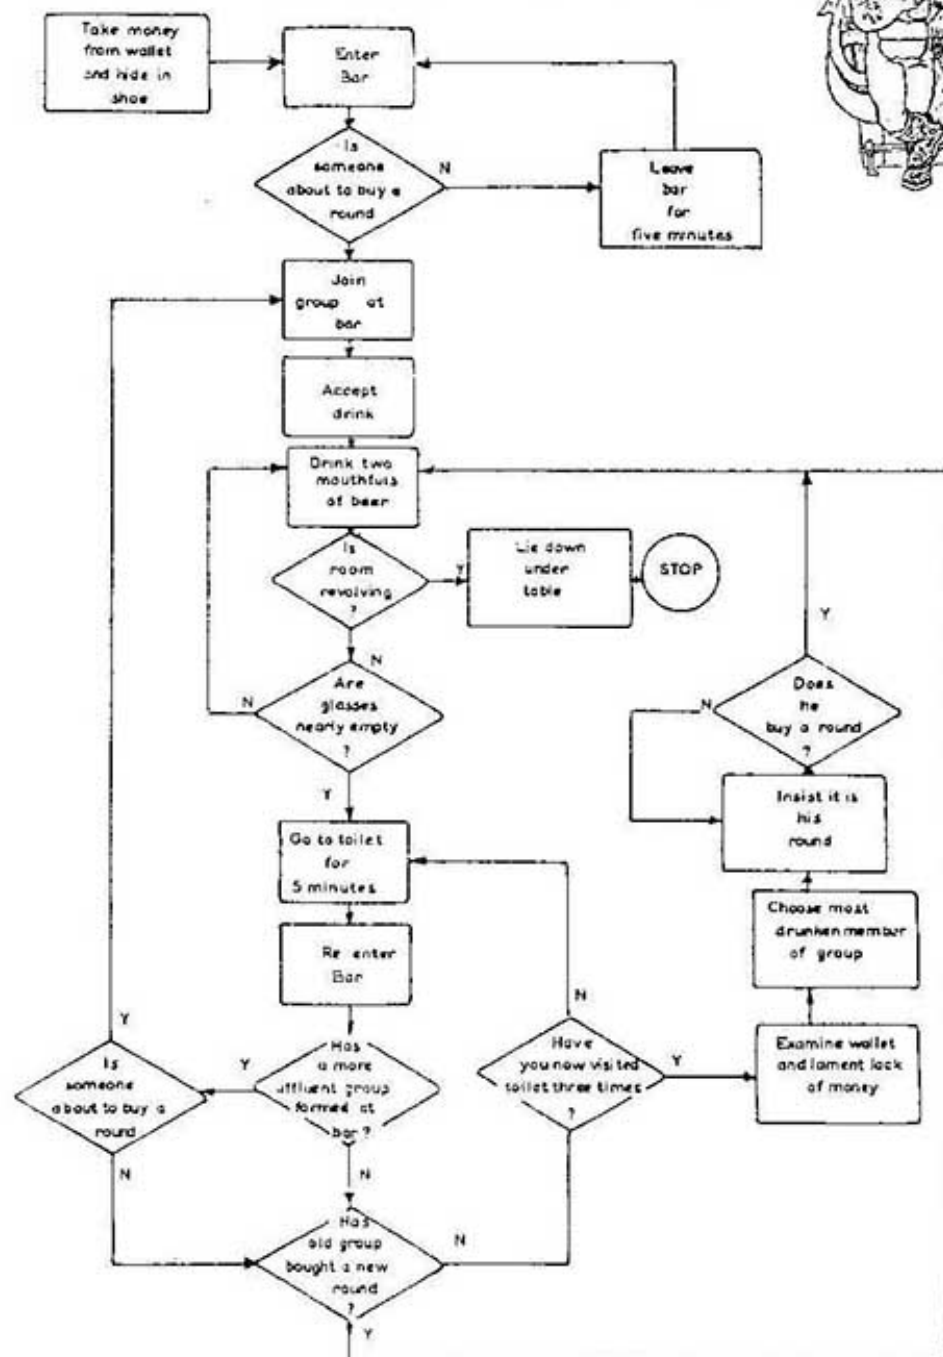 Take money
from wallet
and hide in
shoe
Enter
Bar
Is
someone
about to buy a
round
N
Leave
bar
for
five minutes
Join
group at
bar
Accept
drink
Drink two
mouthfuls
of beer
Is
room
revolving
?
Y
Lie down
under
table
STOP
N
Are
glasses
nearly empty
?
N
Y
Go to toilet
for
5 minutes
Re enter
Bar
Has
a more
affluent group
formed at
bar ?
Y
N
Is
someone
about to buy a
round
Y
N
Has
old group
bought a new
round
?
N
Y
Have
you now visited
toilet three times
?
N
Y
Examine wallet
and lament lack
of money
Choose most
drunken member
of group
Insist it is
his
round
Does
he
buy a round
?
N
Y